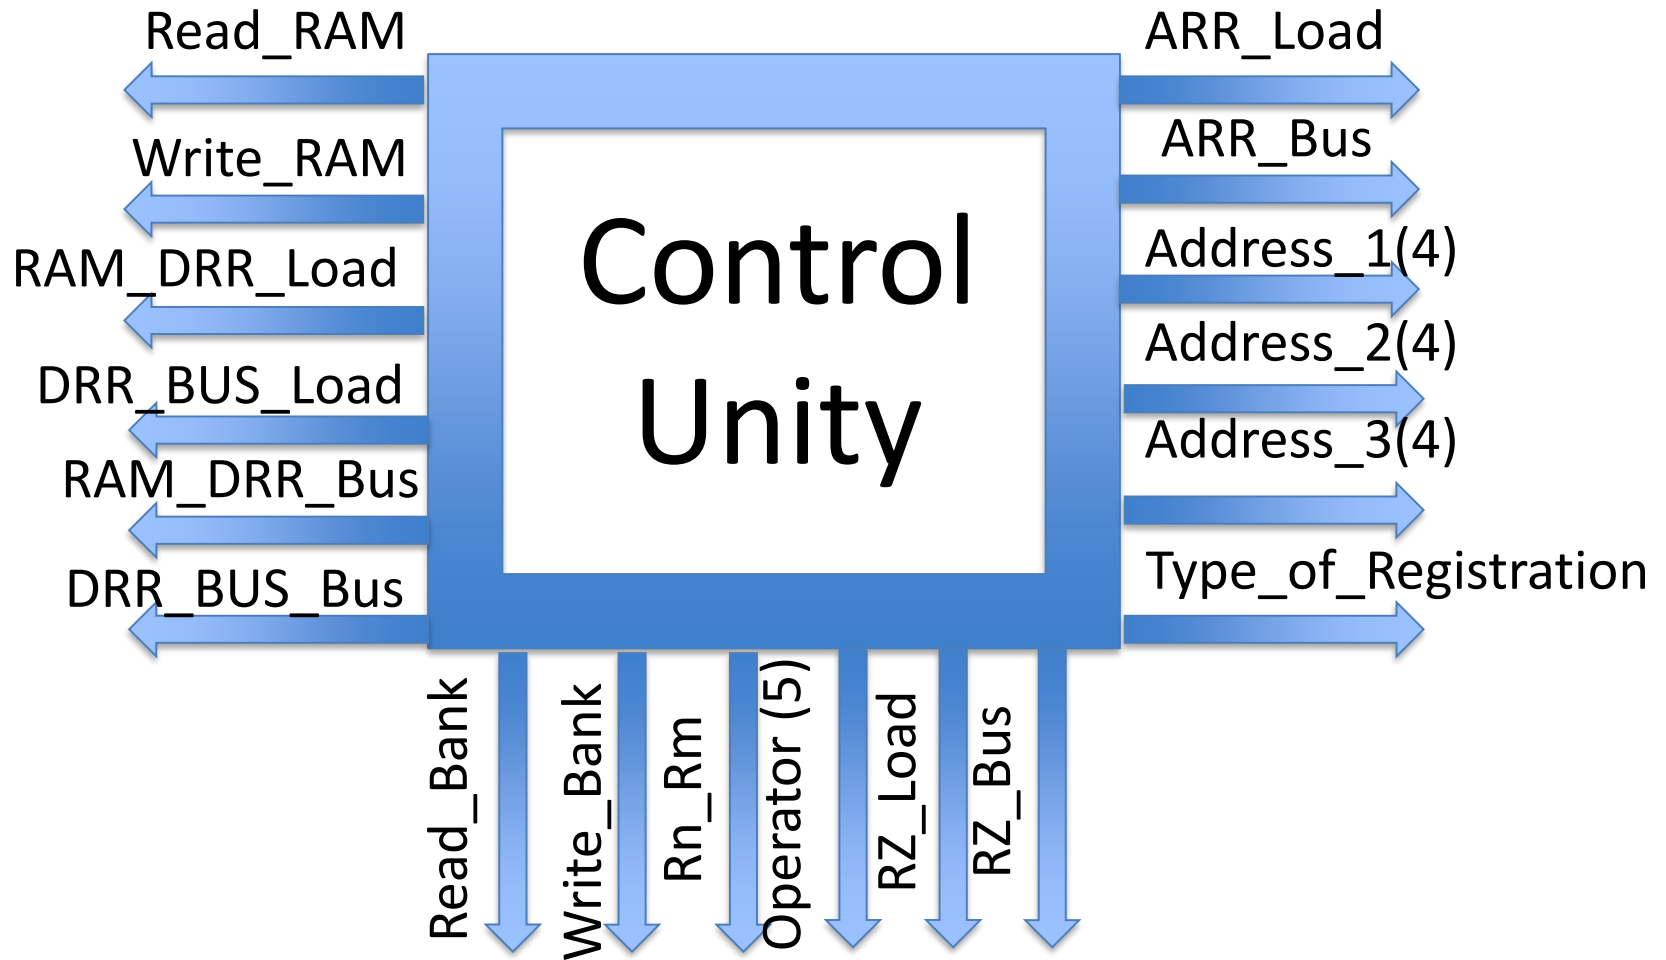 Read_RAM
Write_RAM
RAM_DRR_Load
DRR_BUS_Load
RAM_DRR_Bus
DRR_BUS_Bus
Control
Unity
ARR_Load
ARR_Bus
Address_1(4)
Address_2(4)
Address_3(4)
Type_of_Registration
Read_Bank
Write_Bank
Rn_Rm
Operator (5)
RZ_Load
RZ_Bus